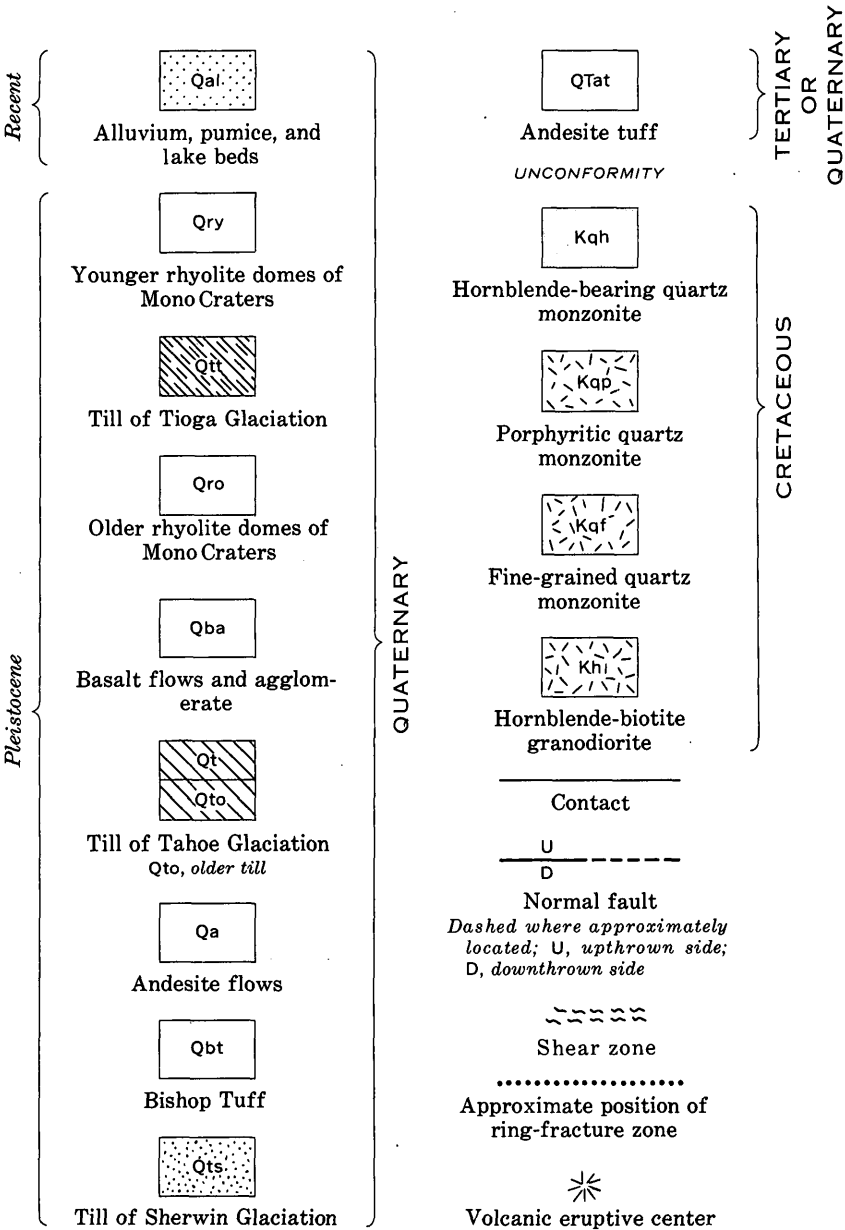 Recent
Qal
Alluvium, pumice, and
lake beds
Pleistocene
Qry
Younger rhyolite domes of
Mono Craters
Qtt
Till of Tioga Glaciation
Qro
Older rhyolite domes of
Mono Craters
Qba
Basalt flows and agglom-
erate
Qt
Qto
Till of Tahoe Glaciation
Qto, older till
Qa
Andesite flows
Qbt
Bishop Tuff
Qts
Till of Sherwin Glaciation
QUATERNARY
QTat
Andesite tuff
TERTIARY
OR
QUATERNARY
UNCONFORMITY
Kqh
Hornblende-bearing quartz
monzonite
Kqp
Porphyritic quartz
monzonite
Kqf
Fine-grained quartz
monzonite
Khi
Hornblende-biotite
granodiorite
CRETACEOUS
Contact
U
D
Normal fault
Dashed where approximately
located; U, upthrown side;
D, downthrown side
Shear zone
Approximate position of
ring-fracture zone
Volcanic eruptive center